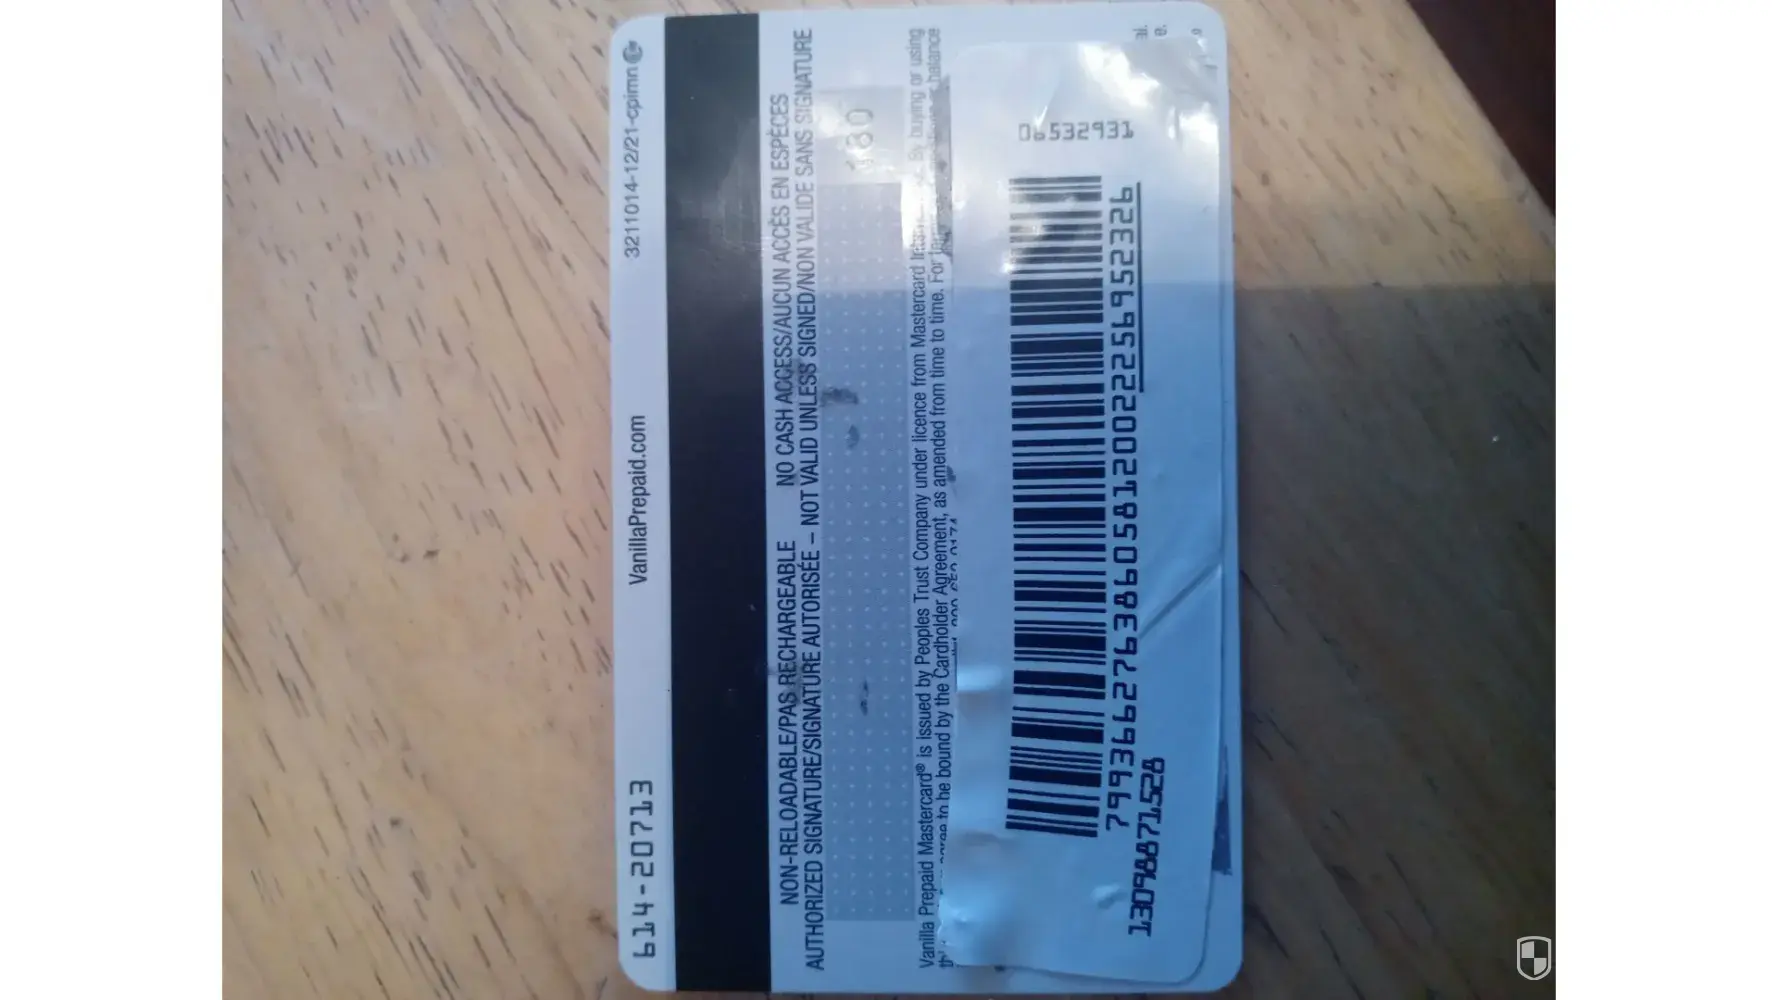 3211014-12/21-cpimn
VanillaPrepaid.com
614-20713
NON-RELOADABLE/PAS RECHARGEABLE NO CASH ACCESS/AUCUN ACCÈS EN ESPÈCES
AUTHORIZED SIGNATURE/SIGNATURE AUTORISÉE – NOT VALID UNLESS SIGNED/NON VALIDE SANS SIGNATURE
Vanilla Prepaid Mastercard® is issued by Peoples Trust Company under licence from Mastercard By buying or using
agree to be bound by the Cardholder Agreement, as amended from time to time. For balance
06532931
799366276386058120022256952326